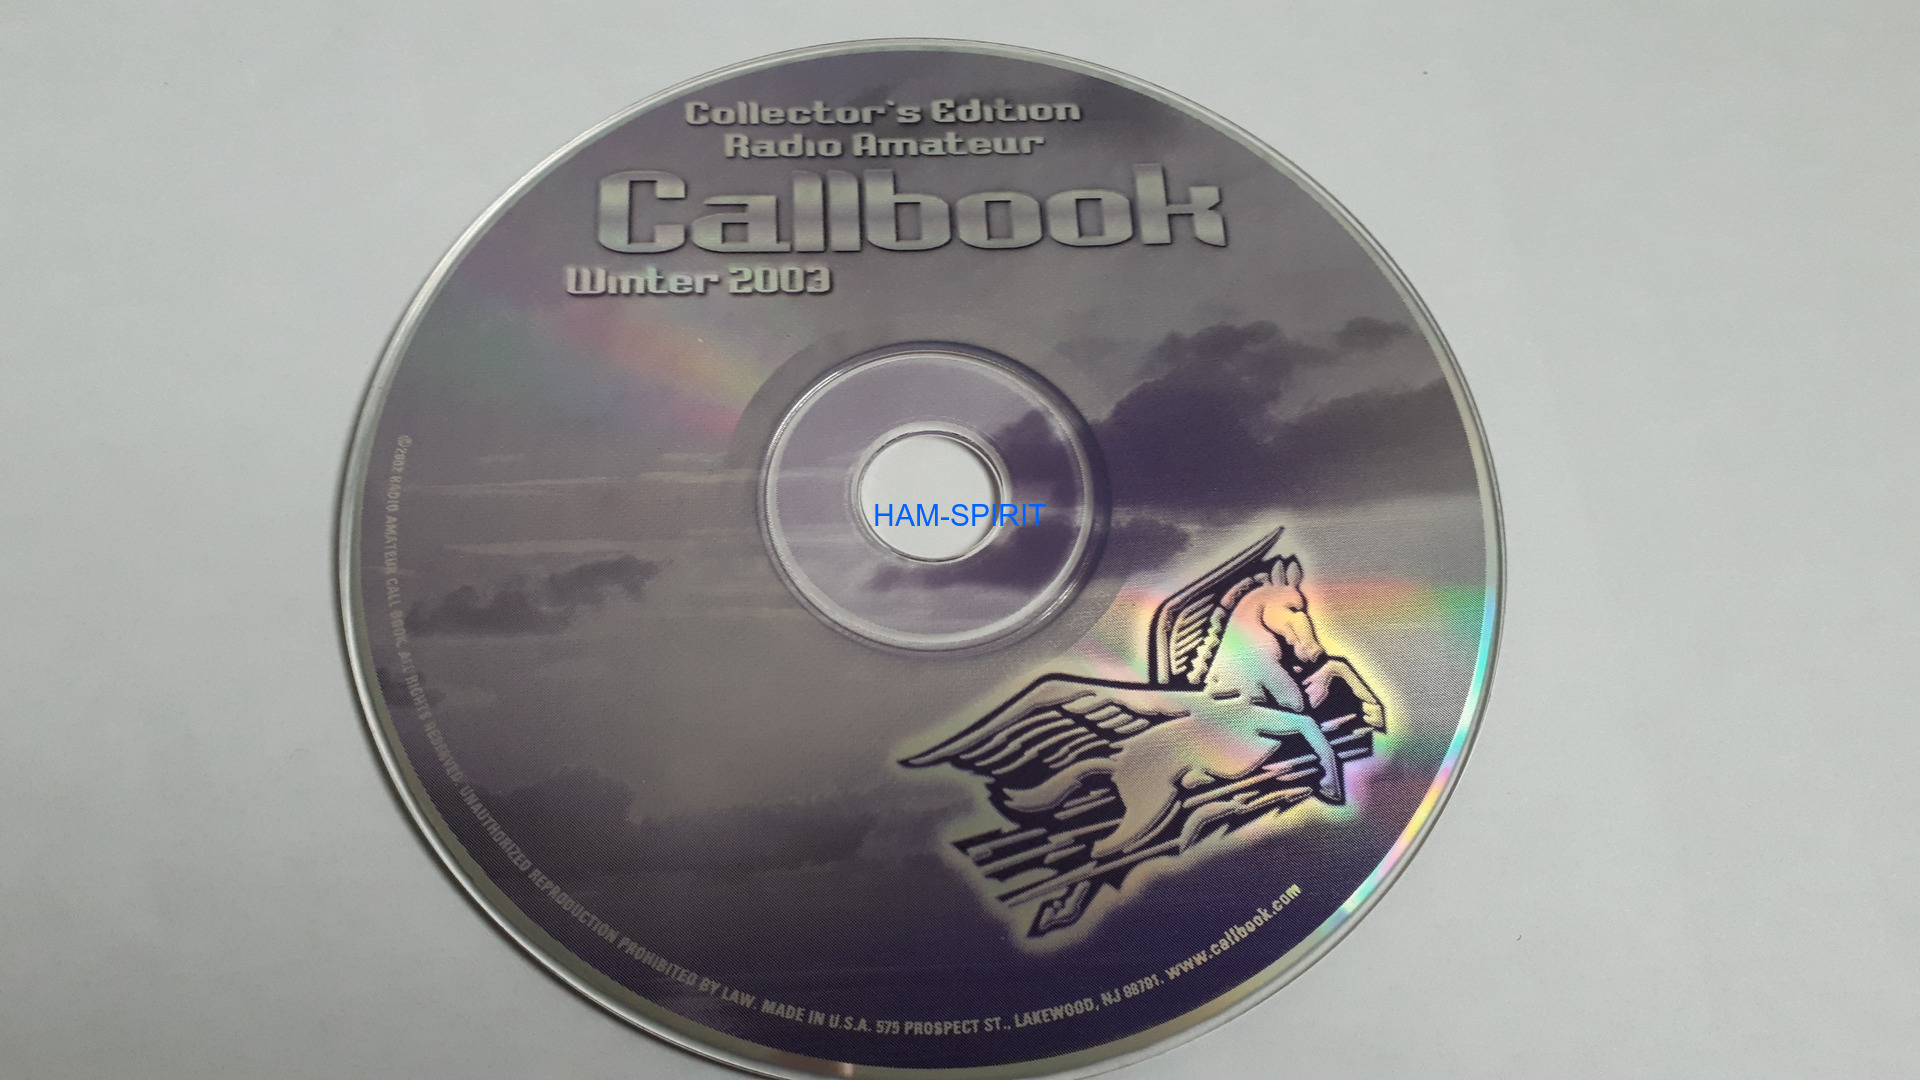 Collector's Edition
Radio Amateur
Callbook
Winter 2003
HAM-SPIRIT
©2002 RADIO AMATEUR CALL BOOK. ALL RIGHTS RESERVED. UNAUTHORIZED REPRODUCTION PROHIBITED BY LAW. MADE IN U.S.A. 575 PROSPECT ST., LAKEWOOD, NJ 08701. www.callbook.com